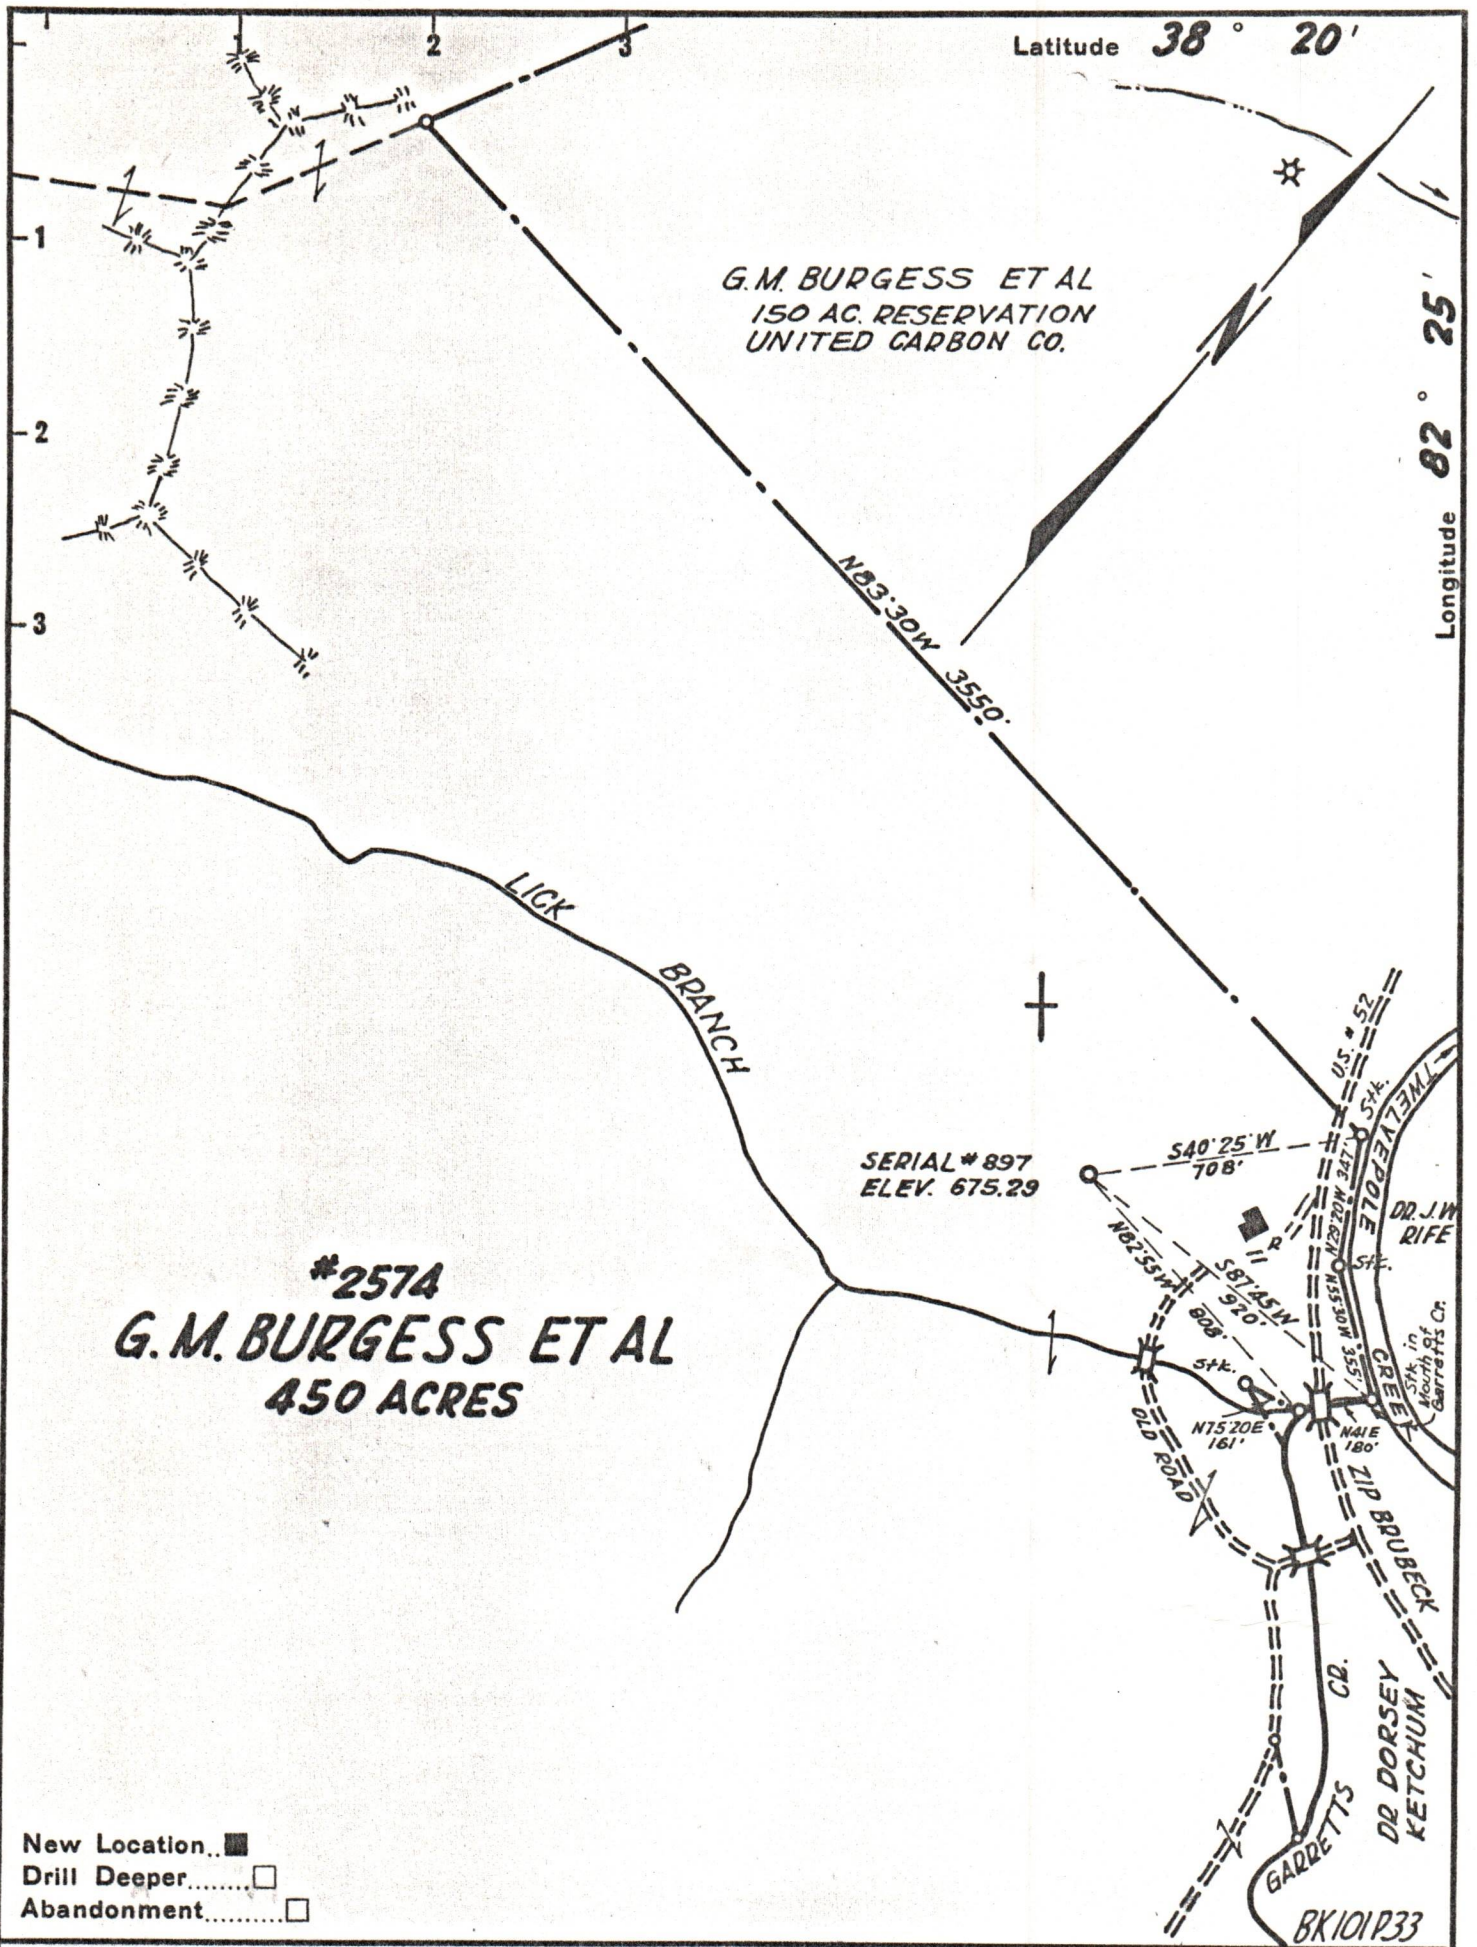 1 2 3
Latitude 38° 20'
1
2
3
Longitude 82° 25'
G.M. BURGESS ET AL
150 AC. RESERVATION
UNITED CARBON CO.
N83°30W 3550'
LICK
BRANCH
U.S. # 52
Stk.
TWELVEPOLE
CREEK
SERIAL # 897
ELEV. 675.29
S40°25'W
708'
N29°20W 347'
DR. J.W.
RIFE
R
Stk.
N82°55W
808'
S87°45W
920'
N55°30W 355'
Stk. in
Mouth of
Garretts Cr.
Stk.
N75°20E
161'
N41E
180'
OLD ROAD
ZIP BRUBECK
#2574
G.M. BURGESS ET AL
450 ACRES
CR.
GARRETTS
DR DORSEY
KETCHUM
New Location..■
Drill Deeper........□
Abandonment..........□
BK101P33